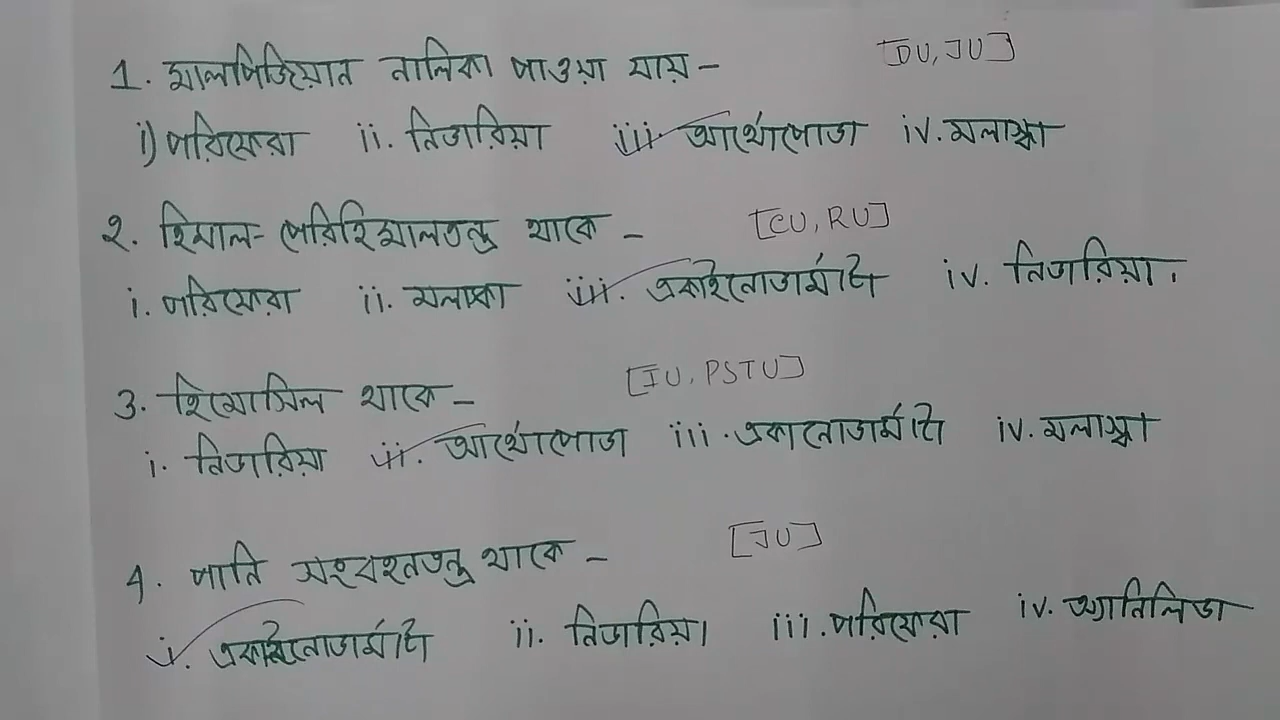 1. মালপিজিয়ান নালিকা পাওয়া যায় - [DU, JU]
i) পরিফেরা ii. নিডারিয়া iii আর্থ্রোপোডা iv. মলাস্কা
২. হিমাল-পেরিহিমালতন্ত্র থাকে - [CU, RU]
i. পরিফেরা ii. মলাস্কা iii. একাইনোডার্মাটা iv. নিডারিয়া.
3. হিমোসিল থাকে - [IU, PSTU]
i. নিডারিয়া ii. আর্থ্রোপোডা iii. একাইনোডার্মাটা iv. মলাস্কা
4. পানি সংবহনতন্ত্র থাকে - [JU]
i. একাইনোডার্মাটা ii. নিডারিয়া iii. পরিফেরা iv. অ্যানিলিডা